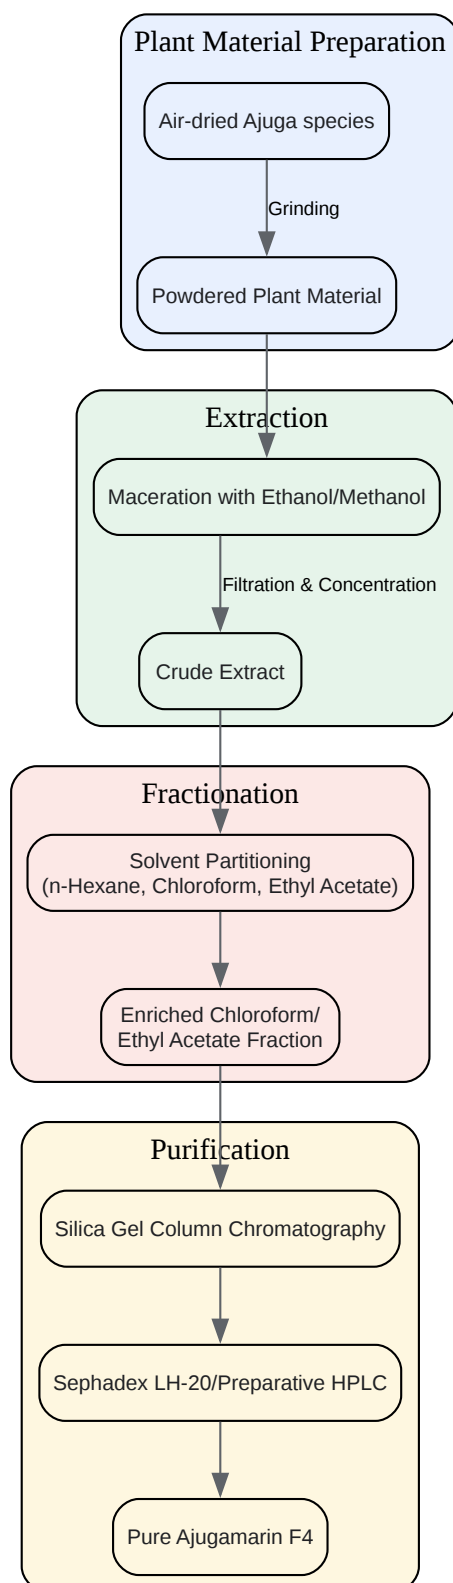 Plant Material Preparation
Air-dried Ajuga species
Grinding
Powdered Plant Material
Extraction
Maceration with Ethanol/Methanol
Filtration & Concentration
Crude Extract
Fractionation
Solvent Partitioning
(n-Hexane, Chloroform, Ethyl Acetate)
Enriched Chloroform/
Ethyl Acetate Fraction
Purification
Silica Gel Column Chromatography
Sephadex LH-20/Preparative HPLC
Pure Ajugamarin F4